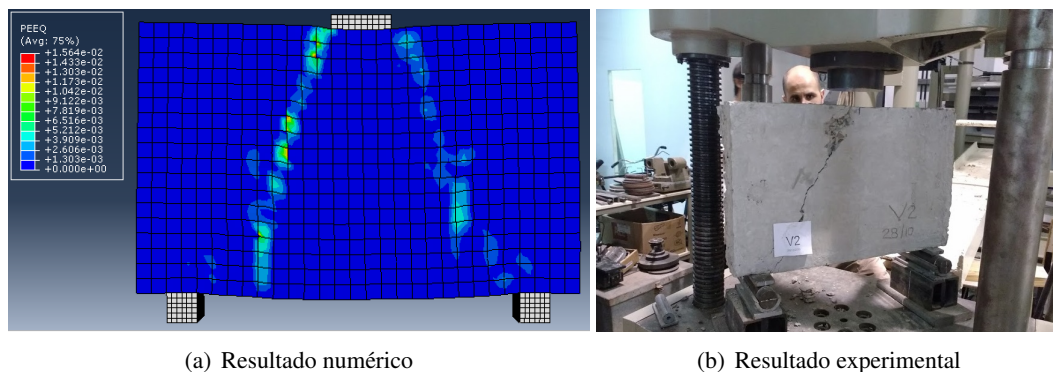 PEEQ
(Avg: 75%)
+1.564e-02
+1.433e-02
+1.303e-02
+1.173e-02
+1.042e-02
+9.122e-03
+7.819e-03
+6.516e-03
+5.212e-03
+3.909e-03
+2.606e-03
+1.303e-03
+0.000e+00
V2
V2
28/12
(a) Resultado numérico
(b) Resultado experimental